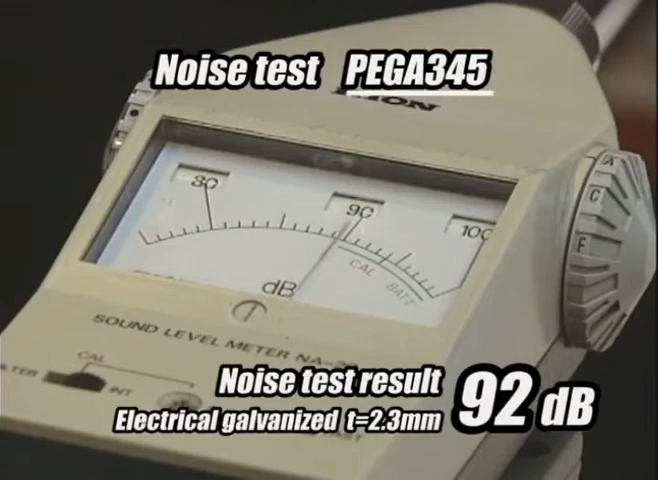 Noise test PEGA345
80
90
100
CAL
BATT
dB
A
C
F
SOUND LEVEL METER
CAL
INT
Noise test result
Electrical galvanized t=2.3mm
92 dB